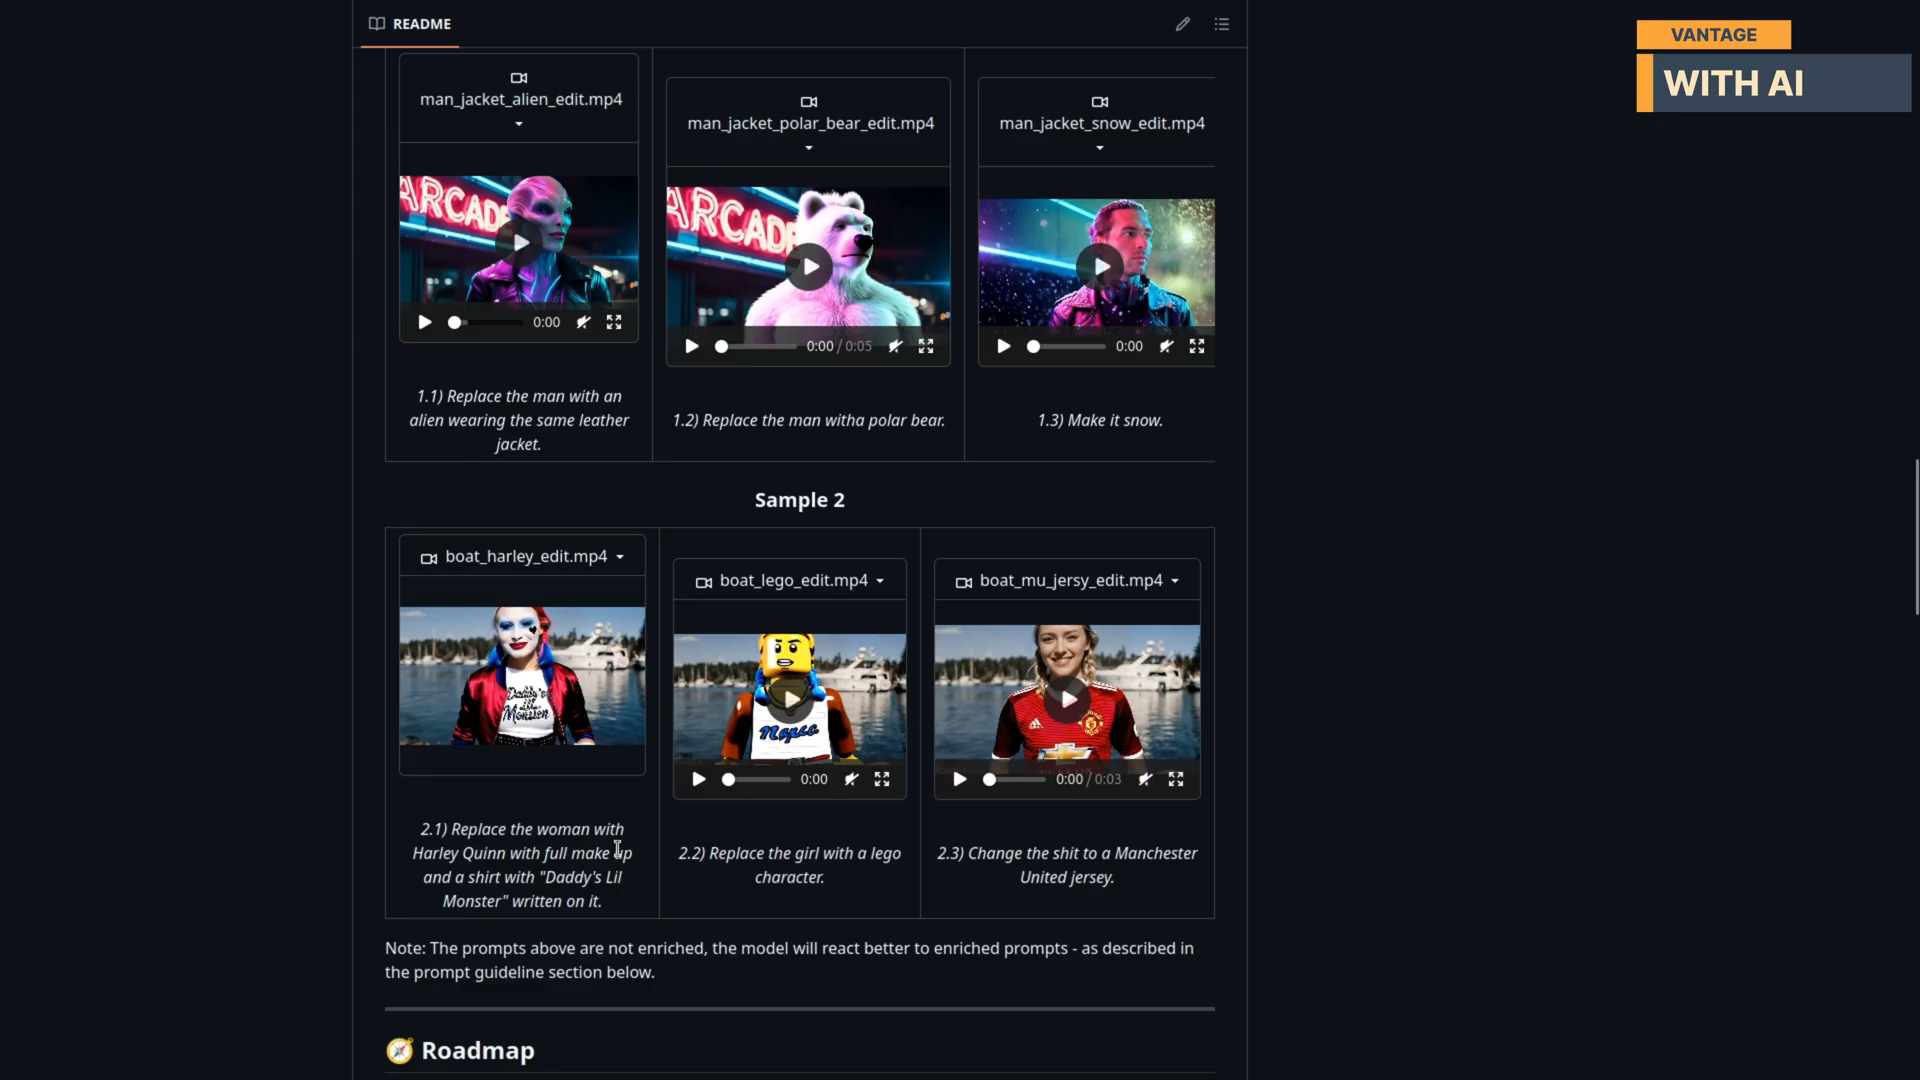 README
VANTAGE
WITH AI
man_jacket_alien_edit.mp4
man_jacket_polar_bear_edit.mp4
man_jacket_snow_edit.mp4
ARCADE
ARCADE
0:00
0:00 / 0:05
0:00
1.1) Replace the man with an
alien wearing the same leather
jacket.
1.2) Replace the man witha polar bear.
1.3) Make it snow.
Sample 2
boat_harley_edit.mp4
boat_lego_edit.mp4
boat_mu_jersy_edit.mp4
Daddy's
Lil
Monster
0:00
0:00 / 0:03
2.1) Replace the woman with
Harley Quinn with full make up
and a shirt with "Daddy's Lil
Monster" written on it.
2.2) Replace the girl with a lego
character.
2.3) Change the shit to a Manchester
United jersey.
Note: The prompts above are not enriched, the model will react better to enriched prompts - as described in
the prompt guideline section below.
Roadmap